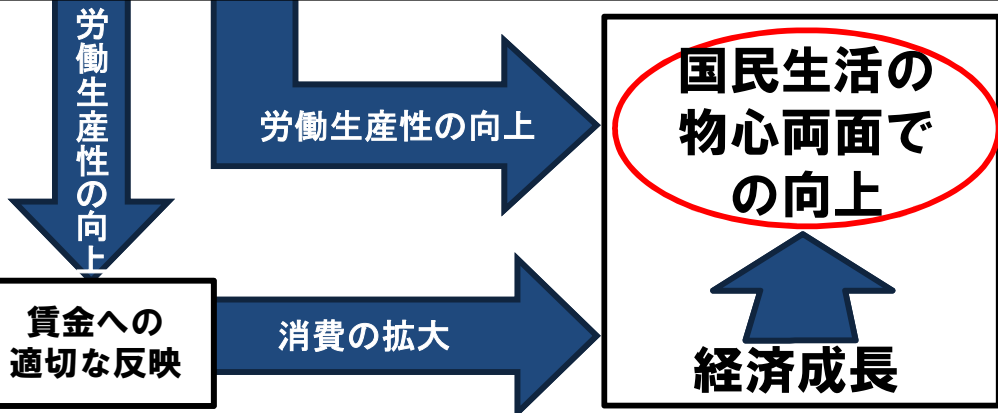 労働生産性の向上
労働生産性の向上
国民生活の
物心両面で
の向上
賃金への
適切な反映
消費の拡大
経済成長